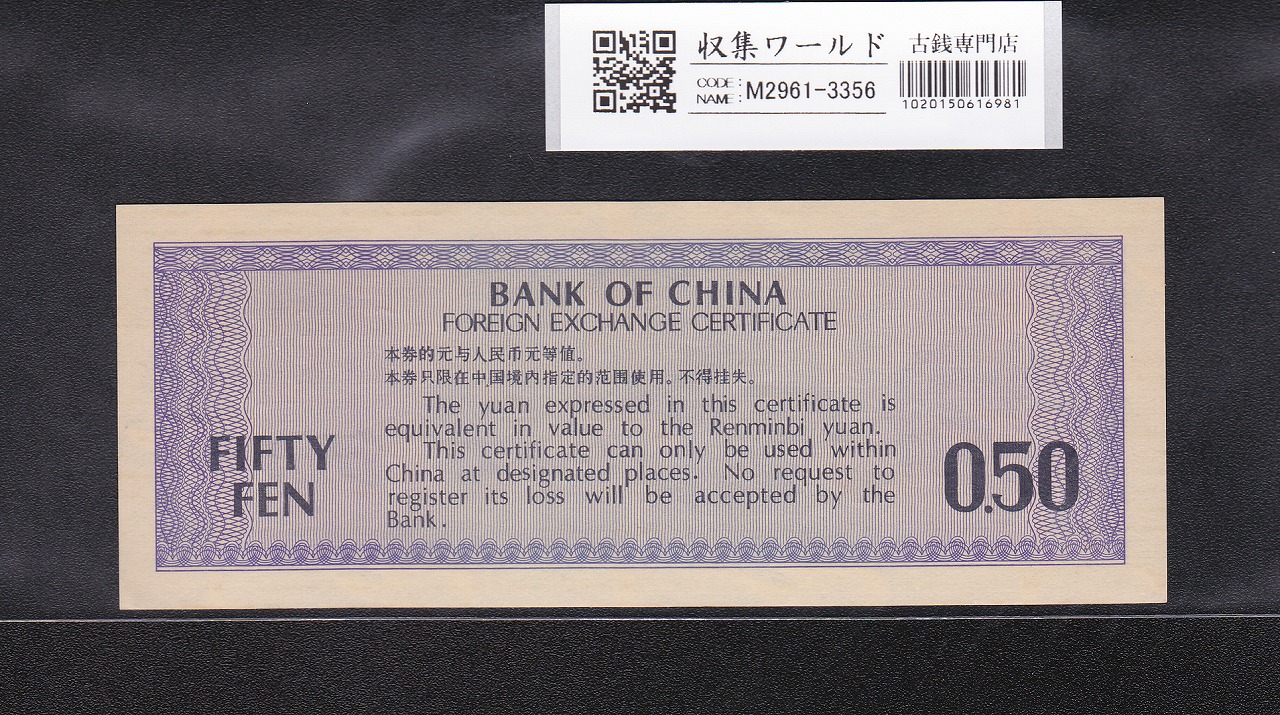 収集ワールド 古銭専門店
CODE:
NAME: M2961-3356
1020150616981
BANK OF CHINA
FOREIGN EXCHANGE CERTIFICATE
本券的元与人民币元等值。
本券只限在中国境内指定的范围使用。不得挂失。
The yuan expressed in this certificate is
equivalent in value to the Renminbi yuan.
This certificate can only be used within
China at designated places. No request to
register its loss will be accepted by the
Bank.
FIFTY
FEN
0.50